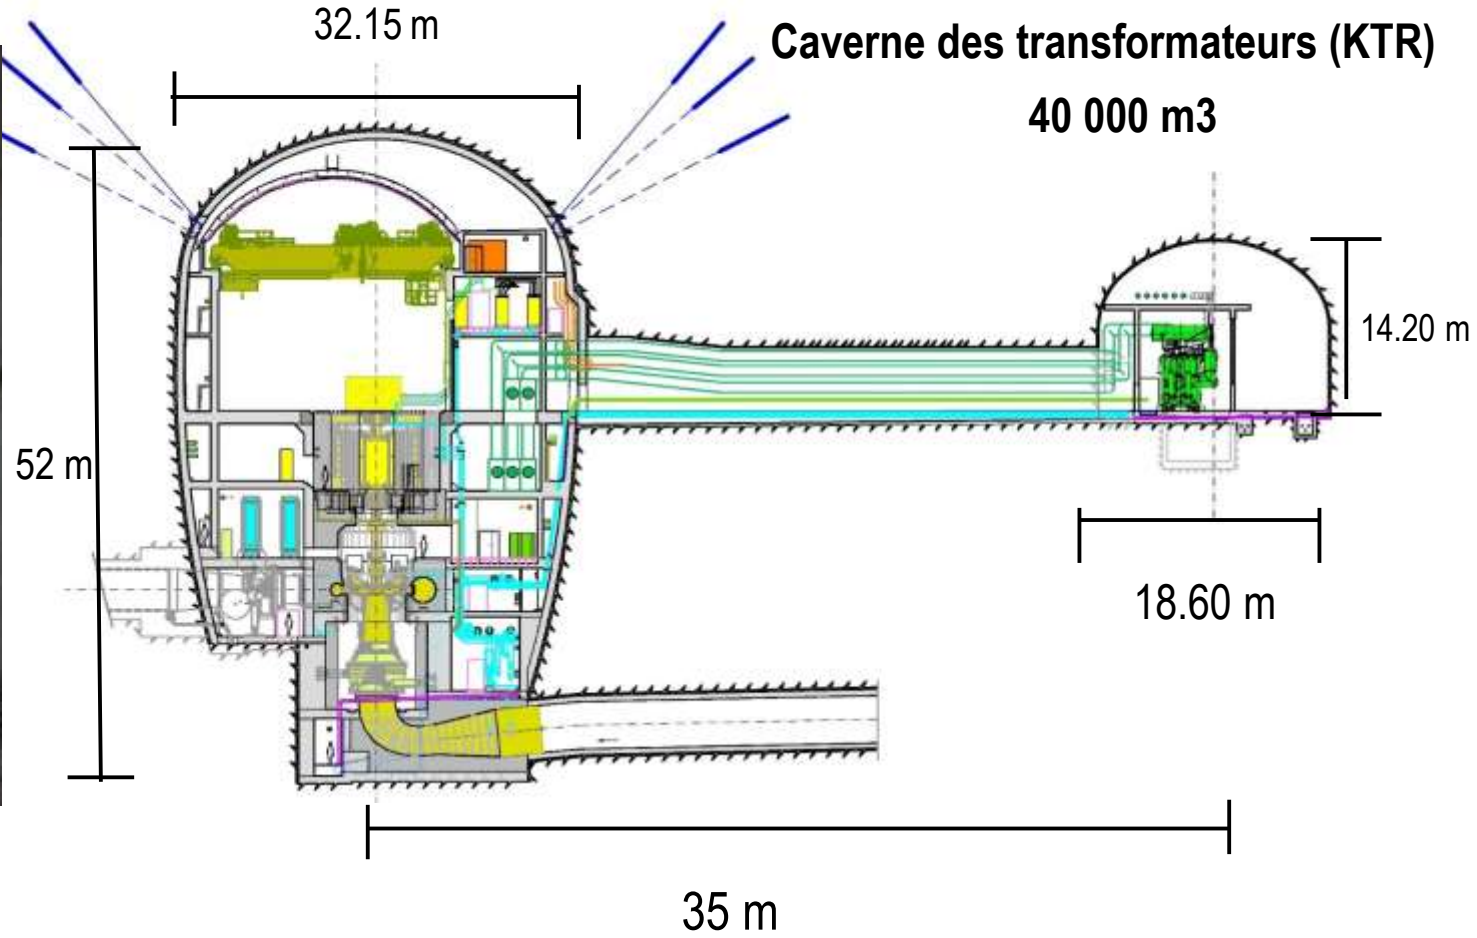 32.15 m
Caverne des transformateurs (KTR)
40 000 m3
14.20 m
52 m
18.60 m
35 m